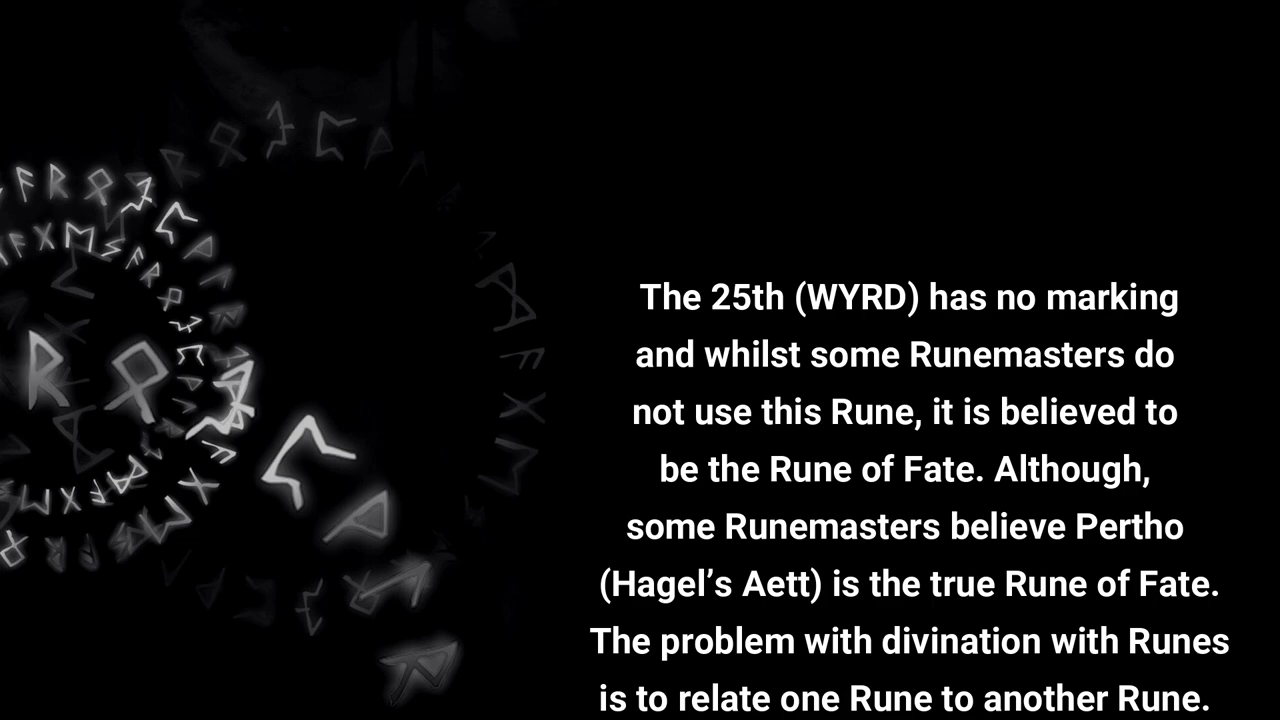 The 25th (WYRD) has no marking
and whilst some Runemasters do
not use this Rune, it is believed to
be the Rune of Fate. Although,
some Runemasters believe Pertho
(Hagel’s Aett) is the true Rune of Fate.
The problem with divination with Runes
is to relate one Rune to another Rune.